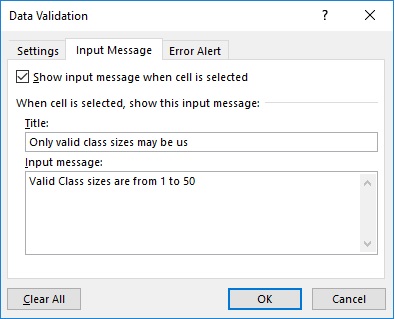 Data Validation ? X
Settings Input Message Error Alert
Show input message when cell is selected
When cell is selected, show this input message:
Title:
Only valid class sizes may be us
Input message:
Valid Class sizes are from 1 to 50
Clear All OK Cancel